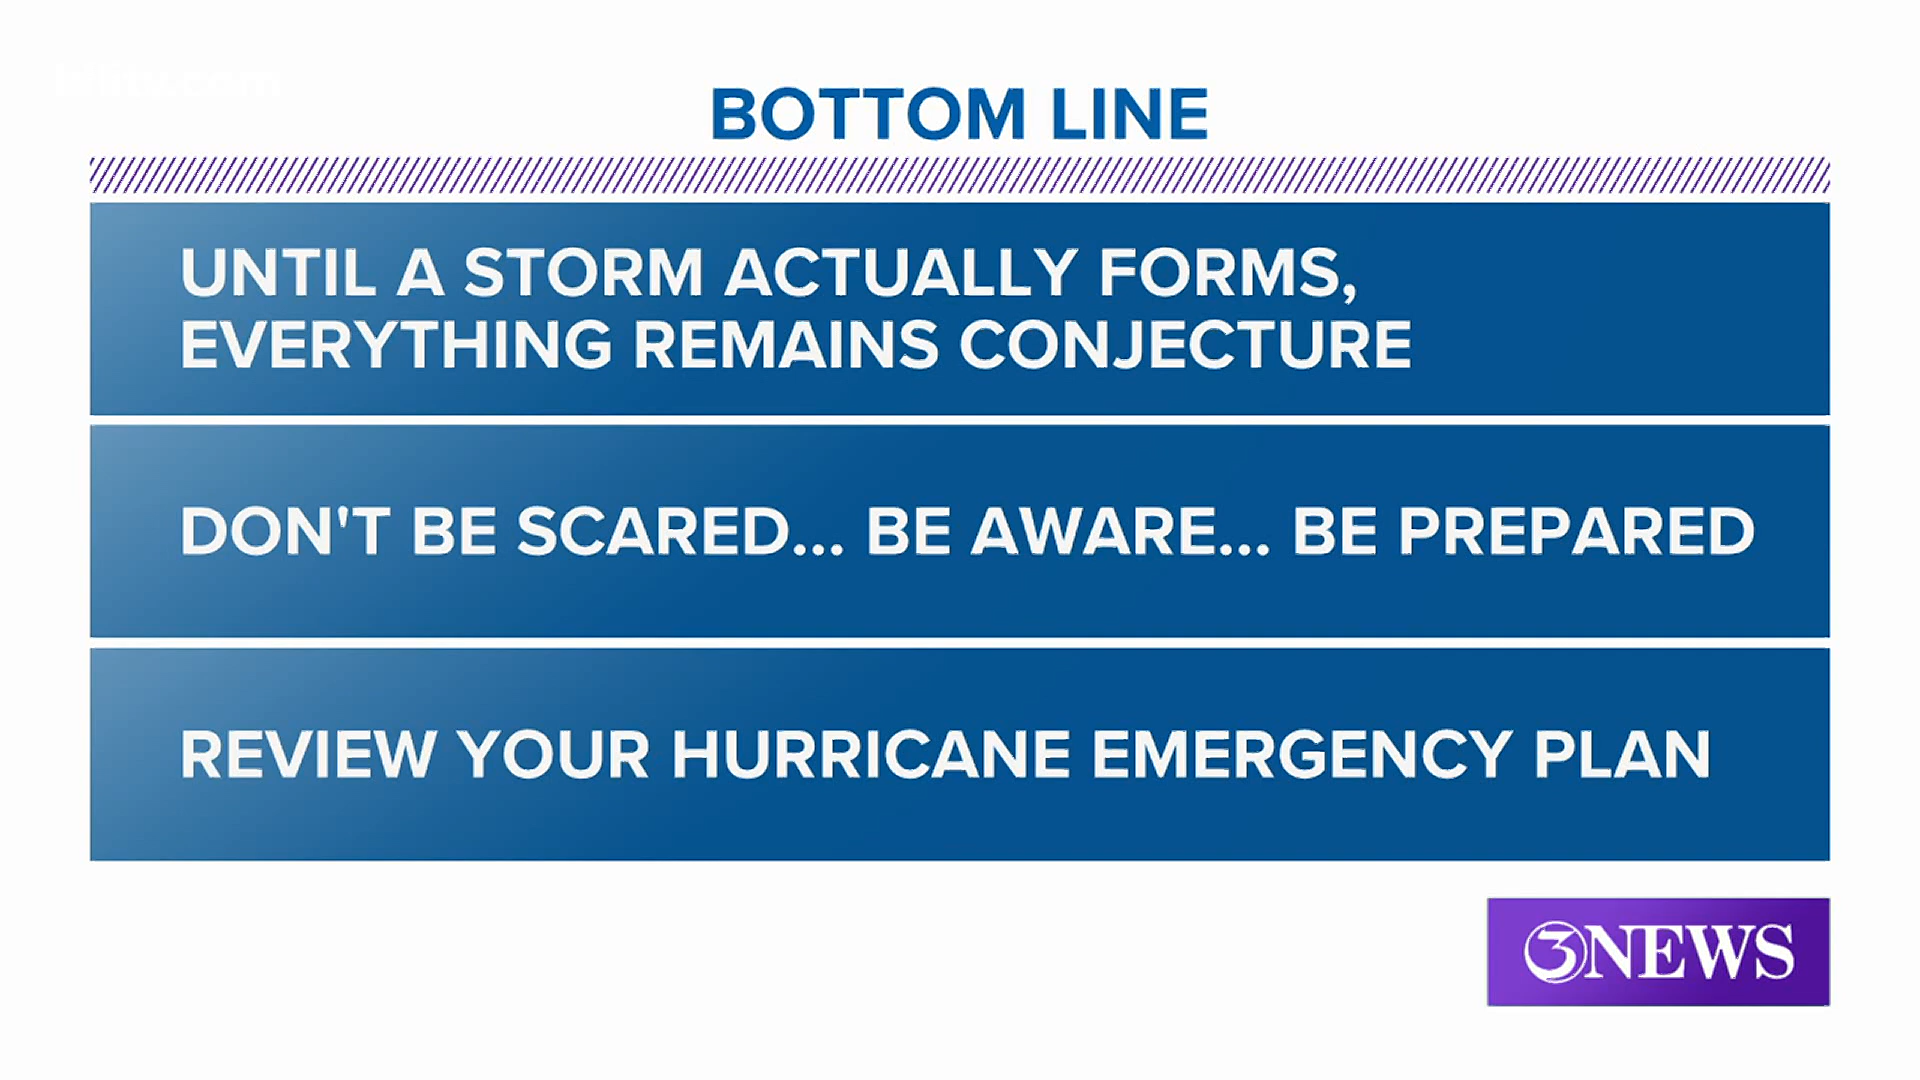 BOTTOM LINE
UNTIL A STORM ACTUALLY FORMS,
EVERYTHING REMAINS CONJECTURE
DON'T BE SCARED... BE AWARE... BE PREPARED
REVIEW YOUR HURRICANE EMERGENCY PLAN
3NEWS